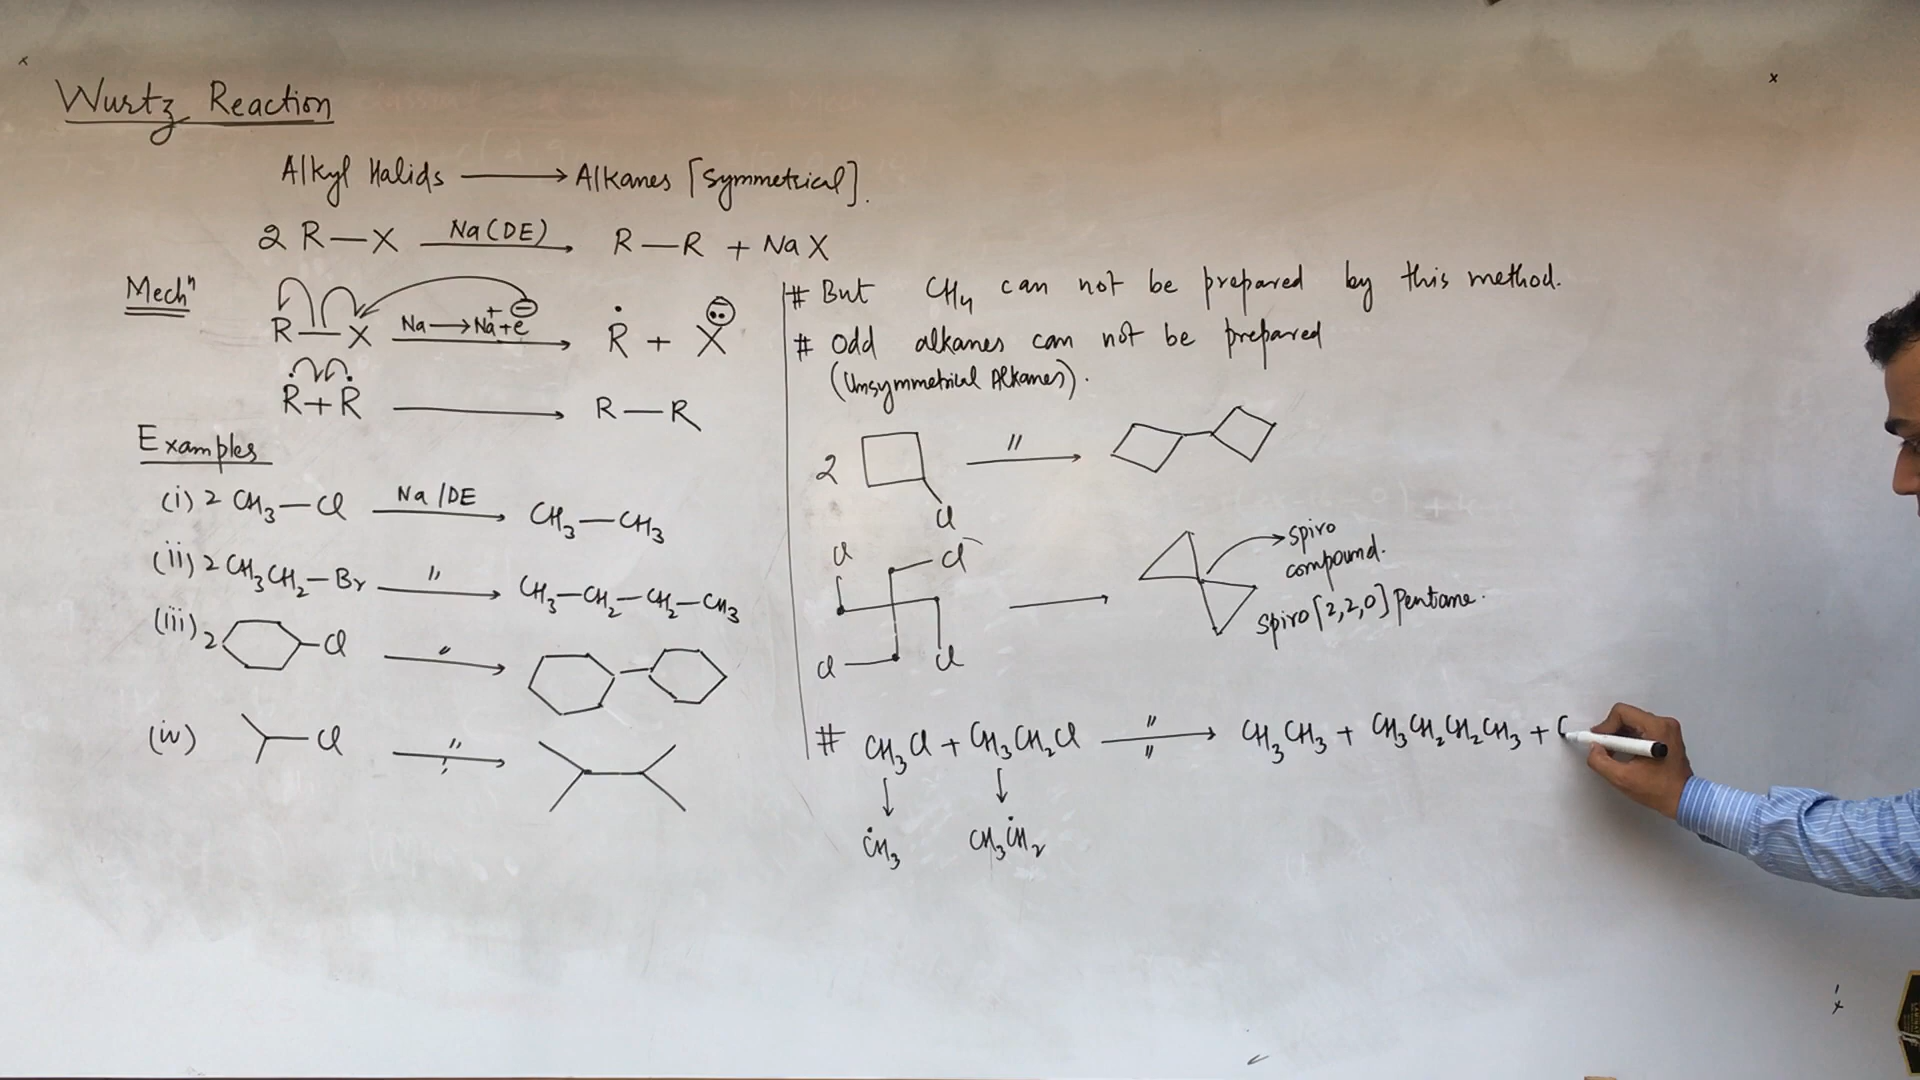 Wurtz Reaction
Alkyl Halids ⟶ Alkanes [Symmetrical].
2 R—X Na(DE) ⟶ R—R + NaX
Mechⁿ
R—X Na⟶Na⁺+e⊖ ⟶ Ṙ + X⊖
Ṙ+Ṙ ⟶ R—R
Examples
(i) 2 CH₃—Cl Na/DE ⟶ CH₃—CH₃
(ii) 2 CH₃CH₂—Br " ⟶ CH₃—CH₂—CH₂—CH₃
(iii) 2 —Cl " ⟶
(iv) —Cl " ⟶
# But CH₄ can not be prepared by this method.
# Odd alkanes can not be prepared
(Unsymmetrical Alkanes).
2 " ⟶
Cl
Cl Cl
Cl Cl
spiro
compound.
Spiro[2,2,0]Pentane.
# CH₃Cl + CH₃CH₂Cl " ⟶ " CH₃CH₃ + CH₃CH₂CH₂CH₃ + C
ĊH₃ CH₃ĊH₂